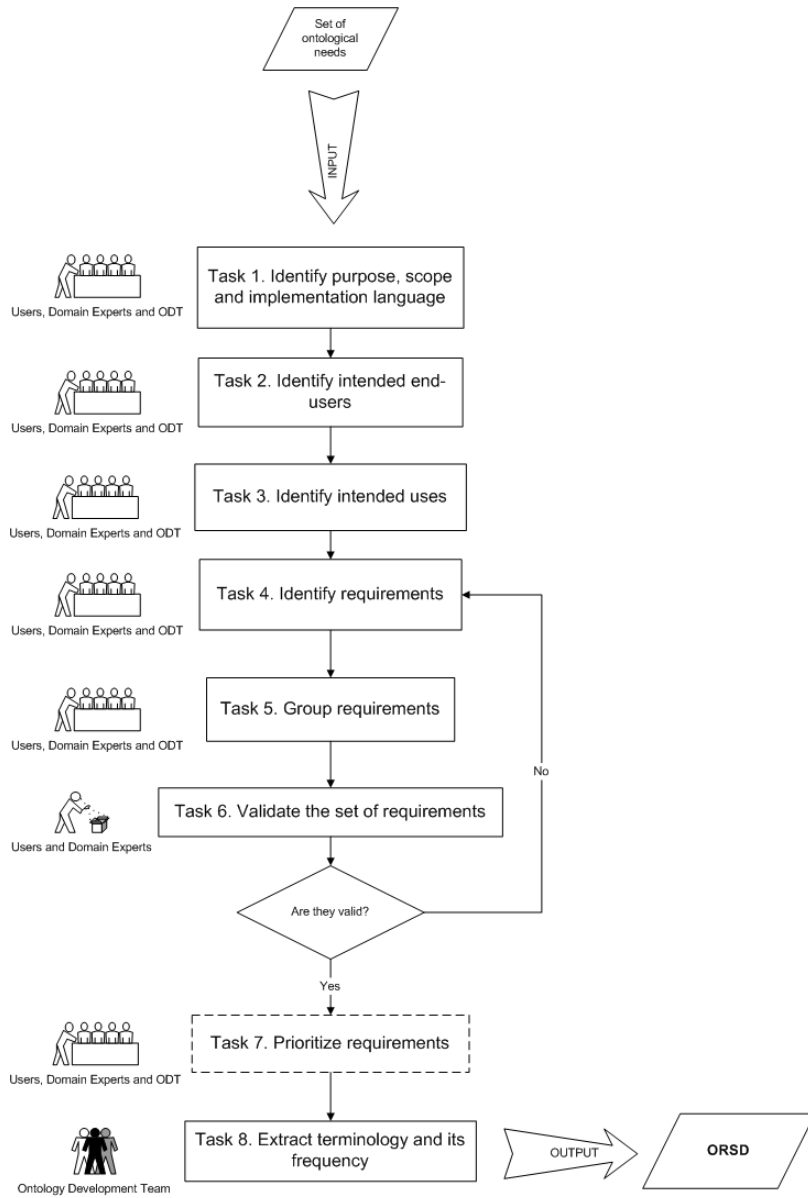 Set of
ontological
needs
INPUT
Task 1. Identify purpose, scope
and implementation language
Users, Domain Experts and ODT
Task 2. Identify intended end-
users
Users, Domain Experts and ODT
Task 3. Identify intended uses
Users, Domain Experts and ODT
Task 4. Identify requirements
Users, Domain Experts and ODT
Task 5. Group requirements
Users, Domain Experts and ODT
No
Task 6. Validate the set of requirements
Users and Domain Experts
Are they valid?
Yes
Task 7. Prioritize requirements
Users, Domain Experts and ODT
Task 8. Extract terminology and its
frequency
Ontology Development Team
OUTPUT
ORSD